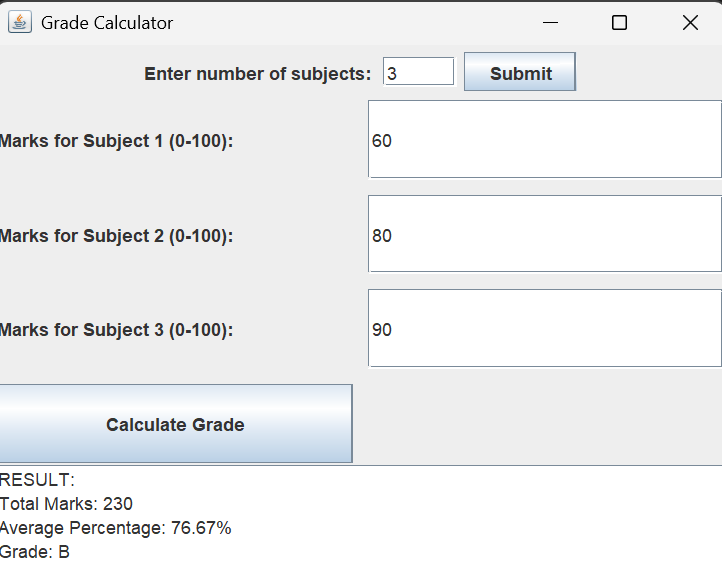 Grade Calculator
Enter number of subjects: 3 Submit
Marks for Subject 1 (0-100): 60
Marks for Subject 2 (0-100): 80
Marks for Subject 3 (0-100): 90
Calculate Grade
RESULT:
Total Marks: 230
Average Percentage: 76.67%
Grade: B